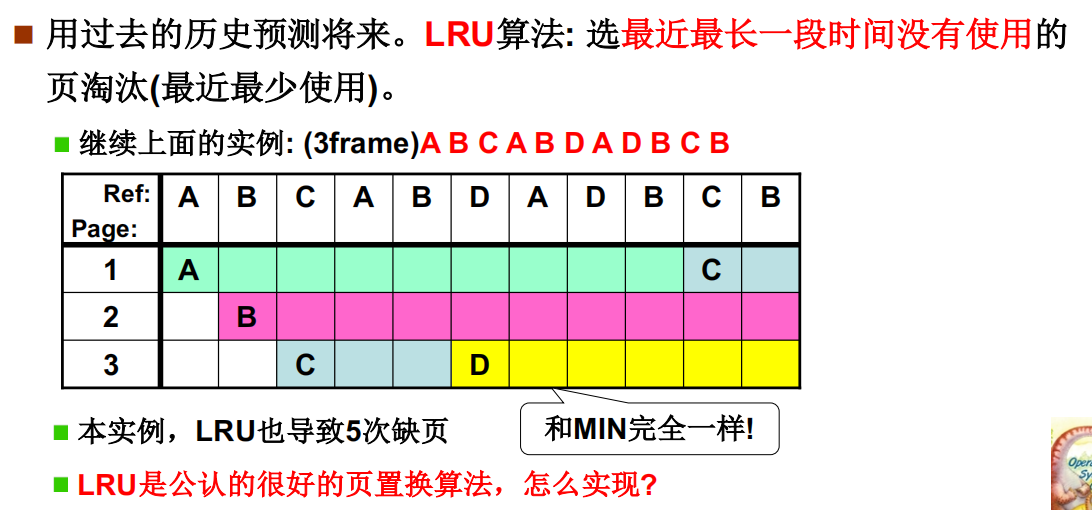 用过去的历史预测将来。LRU算法: 选最近最长一段时间没有使用的
页淘汰(最近最少使用)。
继续上面的实例: (3frame)A B C A B D A D B C B
Ref: A B C A B D A D B C B
Page:
1 A C
2 B
3 C D
和MIN完全一样!
本实例，LRU也导致5次缺页
LRU是公认的很好的页置换算法，怎么实现?